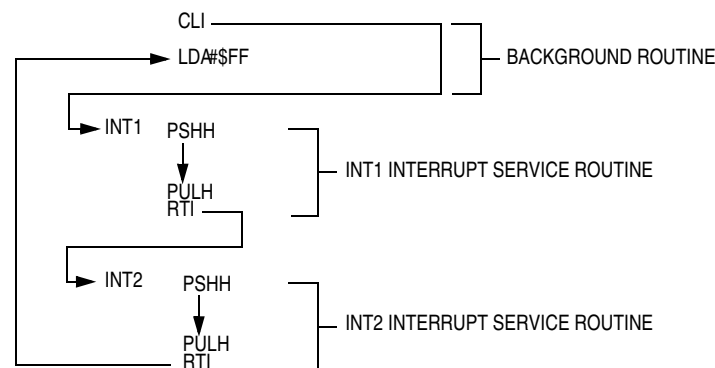 CLI
LDA#$FF
BACKGROUND ROUTINE
INT1 PSHH
INT1 INTERRUPT SERVICE ROUTINE
PULH
RTI
INT2 PSHH
INT2 INTERRUPT SERVICE ROUTINE
PULH
RTI